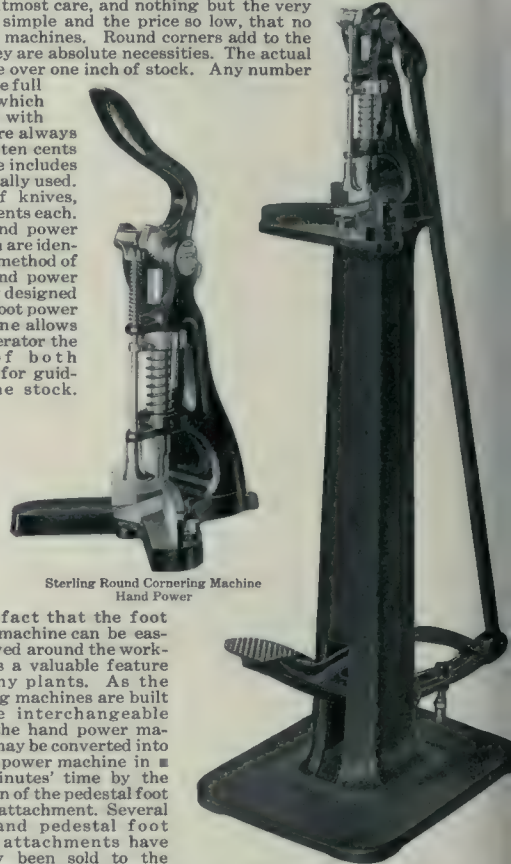 tmost care, and nothing but the very
simple and the price so low, that no
machines. Round corners add to the
ey are absolute necessities. The actual
e over one inch of stock. Any number
e full
which
with
re always
ten cents
e includes
ally used.
f knives,
ents each.
nd power
n are iden-
method of
nd power
designed
oot power
ne allows
erator the
f both
for guid-
e stock.
Sterling Round Cornering Machine
Hand Power
fact that the foot
machine can be eas-
ved around the work-
s a valuable feature
ny plants. As the
g machines are built
e interchangeable
he hand power ma-
may be converted into
power machine in a
inutes' time by the
n of the pedestal foot
attachment. Several
and pedestal foot
attachments have
y been sold to the